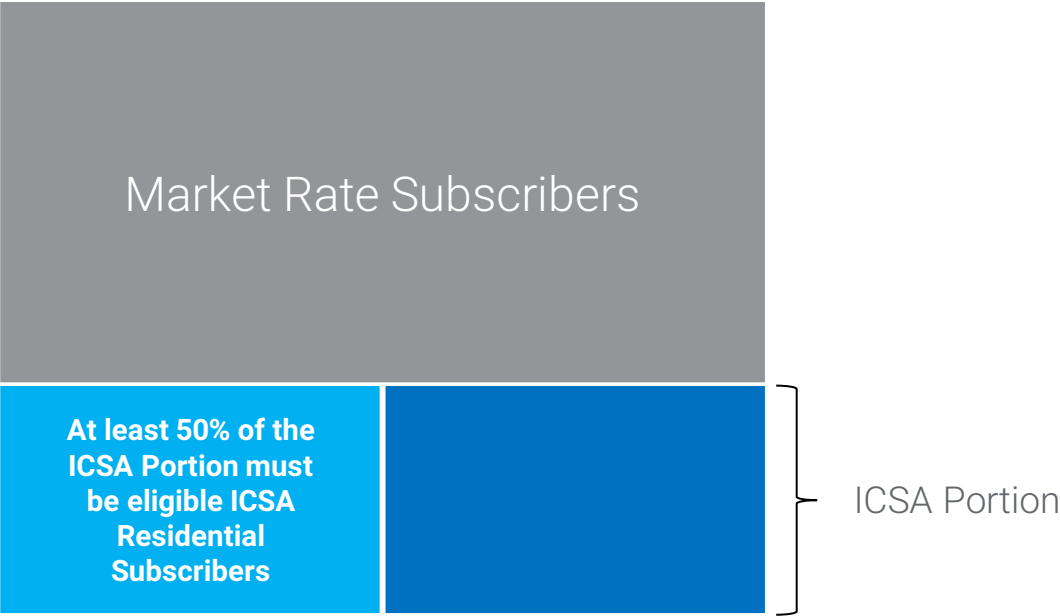 Market Rate Subscribers
At least 50% of the
ICSA Portion must
be eligible ICSA
Residential
Subscribers
ICSA Portion